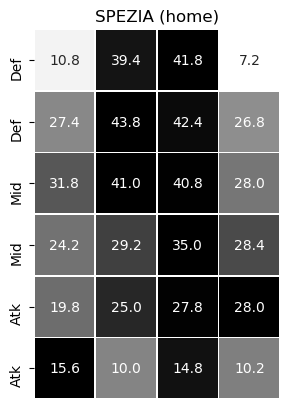 SPEZIA (home)
Def 10.8 39.4 41.8 7.2
Def 27.4 43.8 42.4 26.8
Mid 31.8 41.0 40.8 28.0
Mid 24.2 29.2 35.0 28.4
Atk 19.8 25.0 27.8 28.0
Atk 15.6 10.0 14.8 10.2